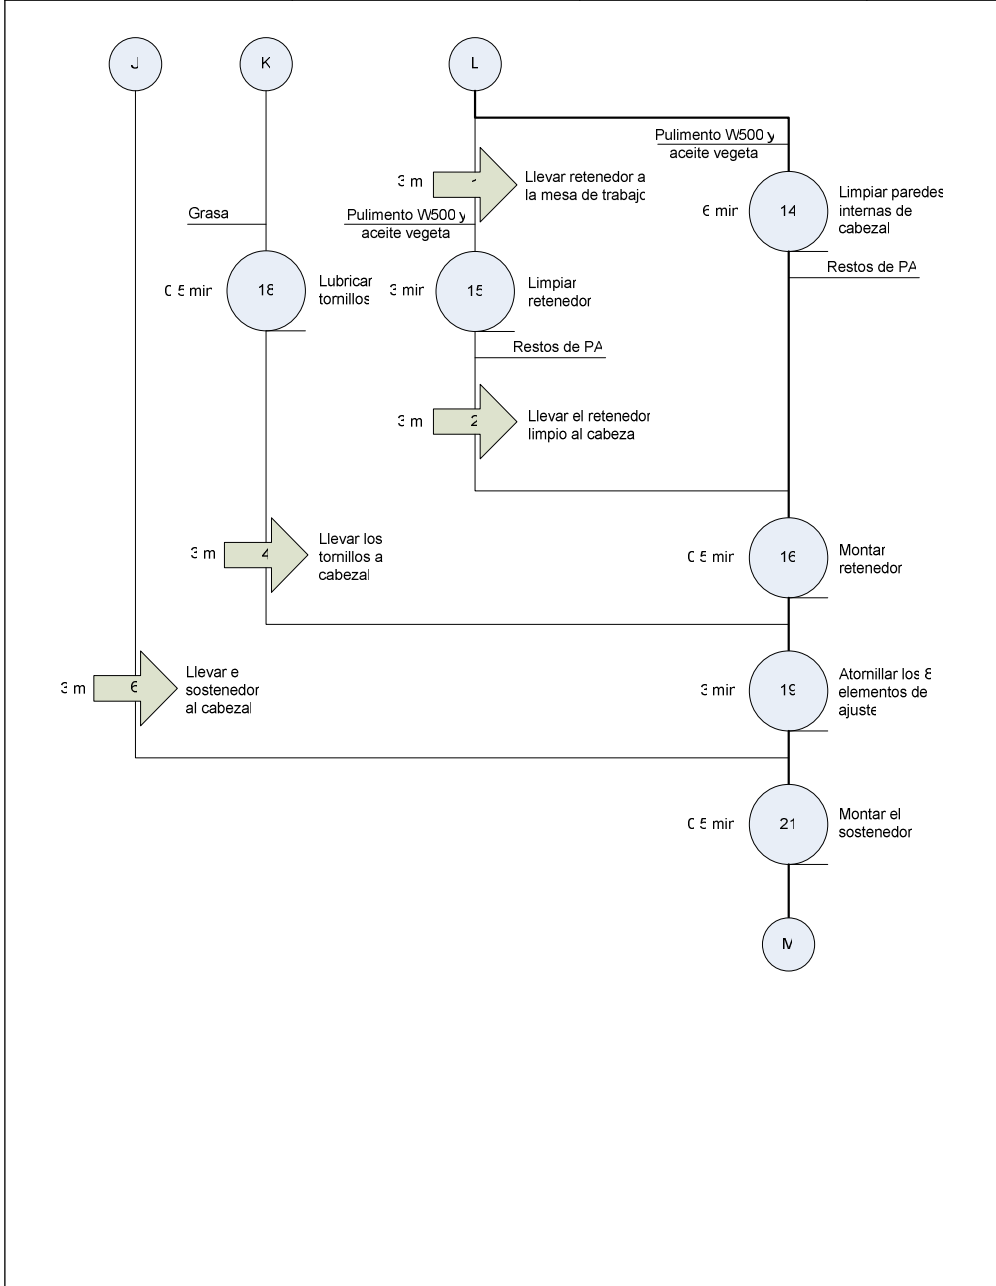 J
K
L
Pulimento W500 y
aceite vegeta
3 m
Llevar retenedor a
la mesa de trabajo
6 min
14
Limpiar paredes
internas de
cabezal
Grasa
Pulimento W500 y
aceite vegeta
Restos de PA
0 5 min
18
Lubricar
tornillos
3 min
15
Limpiar
retenedor
Restos de PA
3 m
2
Llevar el retenedor
limpio al cabeza
3 m
4
Llevar los
tornillos a
cabezal
0 5 min
16
Montar
retenedor
3 m
6
Llevar e
sostenedor
al cabezal
3 min
19
Atornillar los 8
elementos de
ajuste
0 5 min
21
Montar el
sostenedor
M